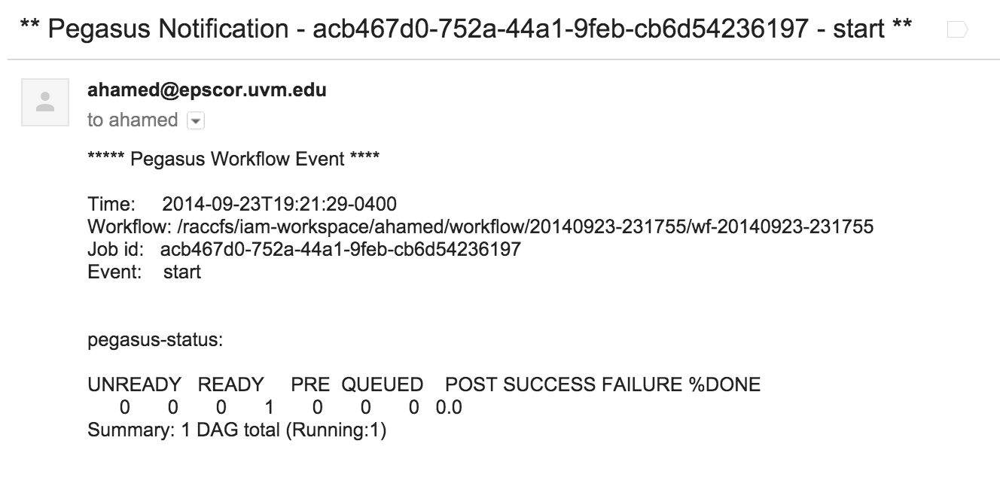 ** Pegasus Notification - acb467d0-752a-44a1-9feb-cb6d54236197 - start **
ahamed@epscor.uvm.edu
to ahamed
***** Pegasus Workflow Event ****
Time: 2014-09-23T19:21:29-0400
Workflow: /raccfs/iam-workspace/ahamed/workflow/20140923-231755/wf-20140923-231755
Job id: acb467d0-752a-44a1-9feb-cb6d54236197
Event: start
pegasus-status:
UNREADY READY PRE QUEUED POST SUCCESS FAILURE %DONE
0 0 0 1 0 0 0 0.0
Summary: 1 DAG total (Running:1)